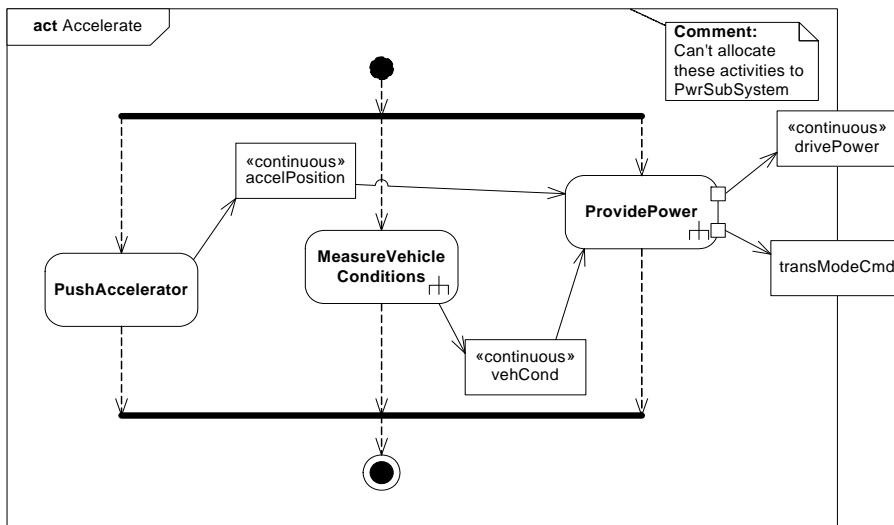 act Accelerate
Comment:
Can't allocate
these activities to
PwrSubSystem
«continuous»
drivePower
«continuous»
accelPosition
ProvidePower
MeasureVehicle
Conditions
PushAccelerator
transModeCmd
«continuous»
vehCond